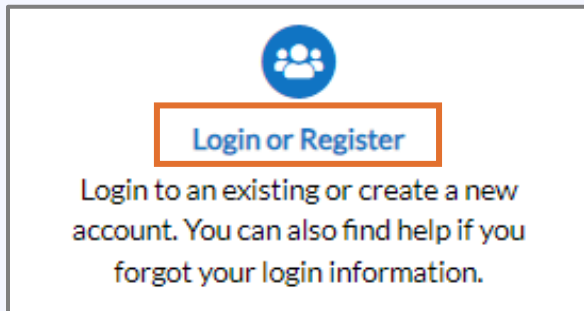 Login or Register
Login to an existing or create a new
account. You can also find help if you
forgot your login information.